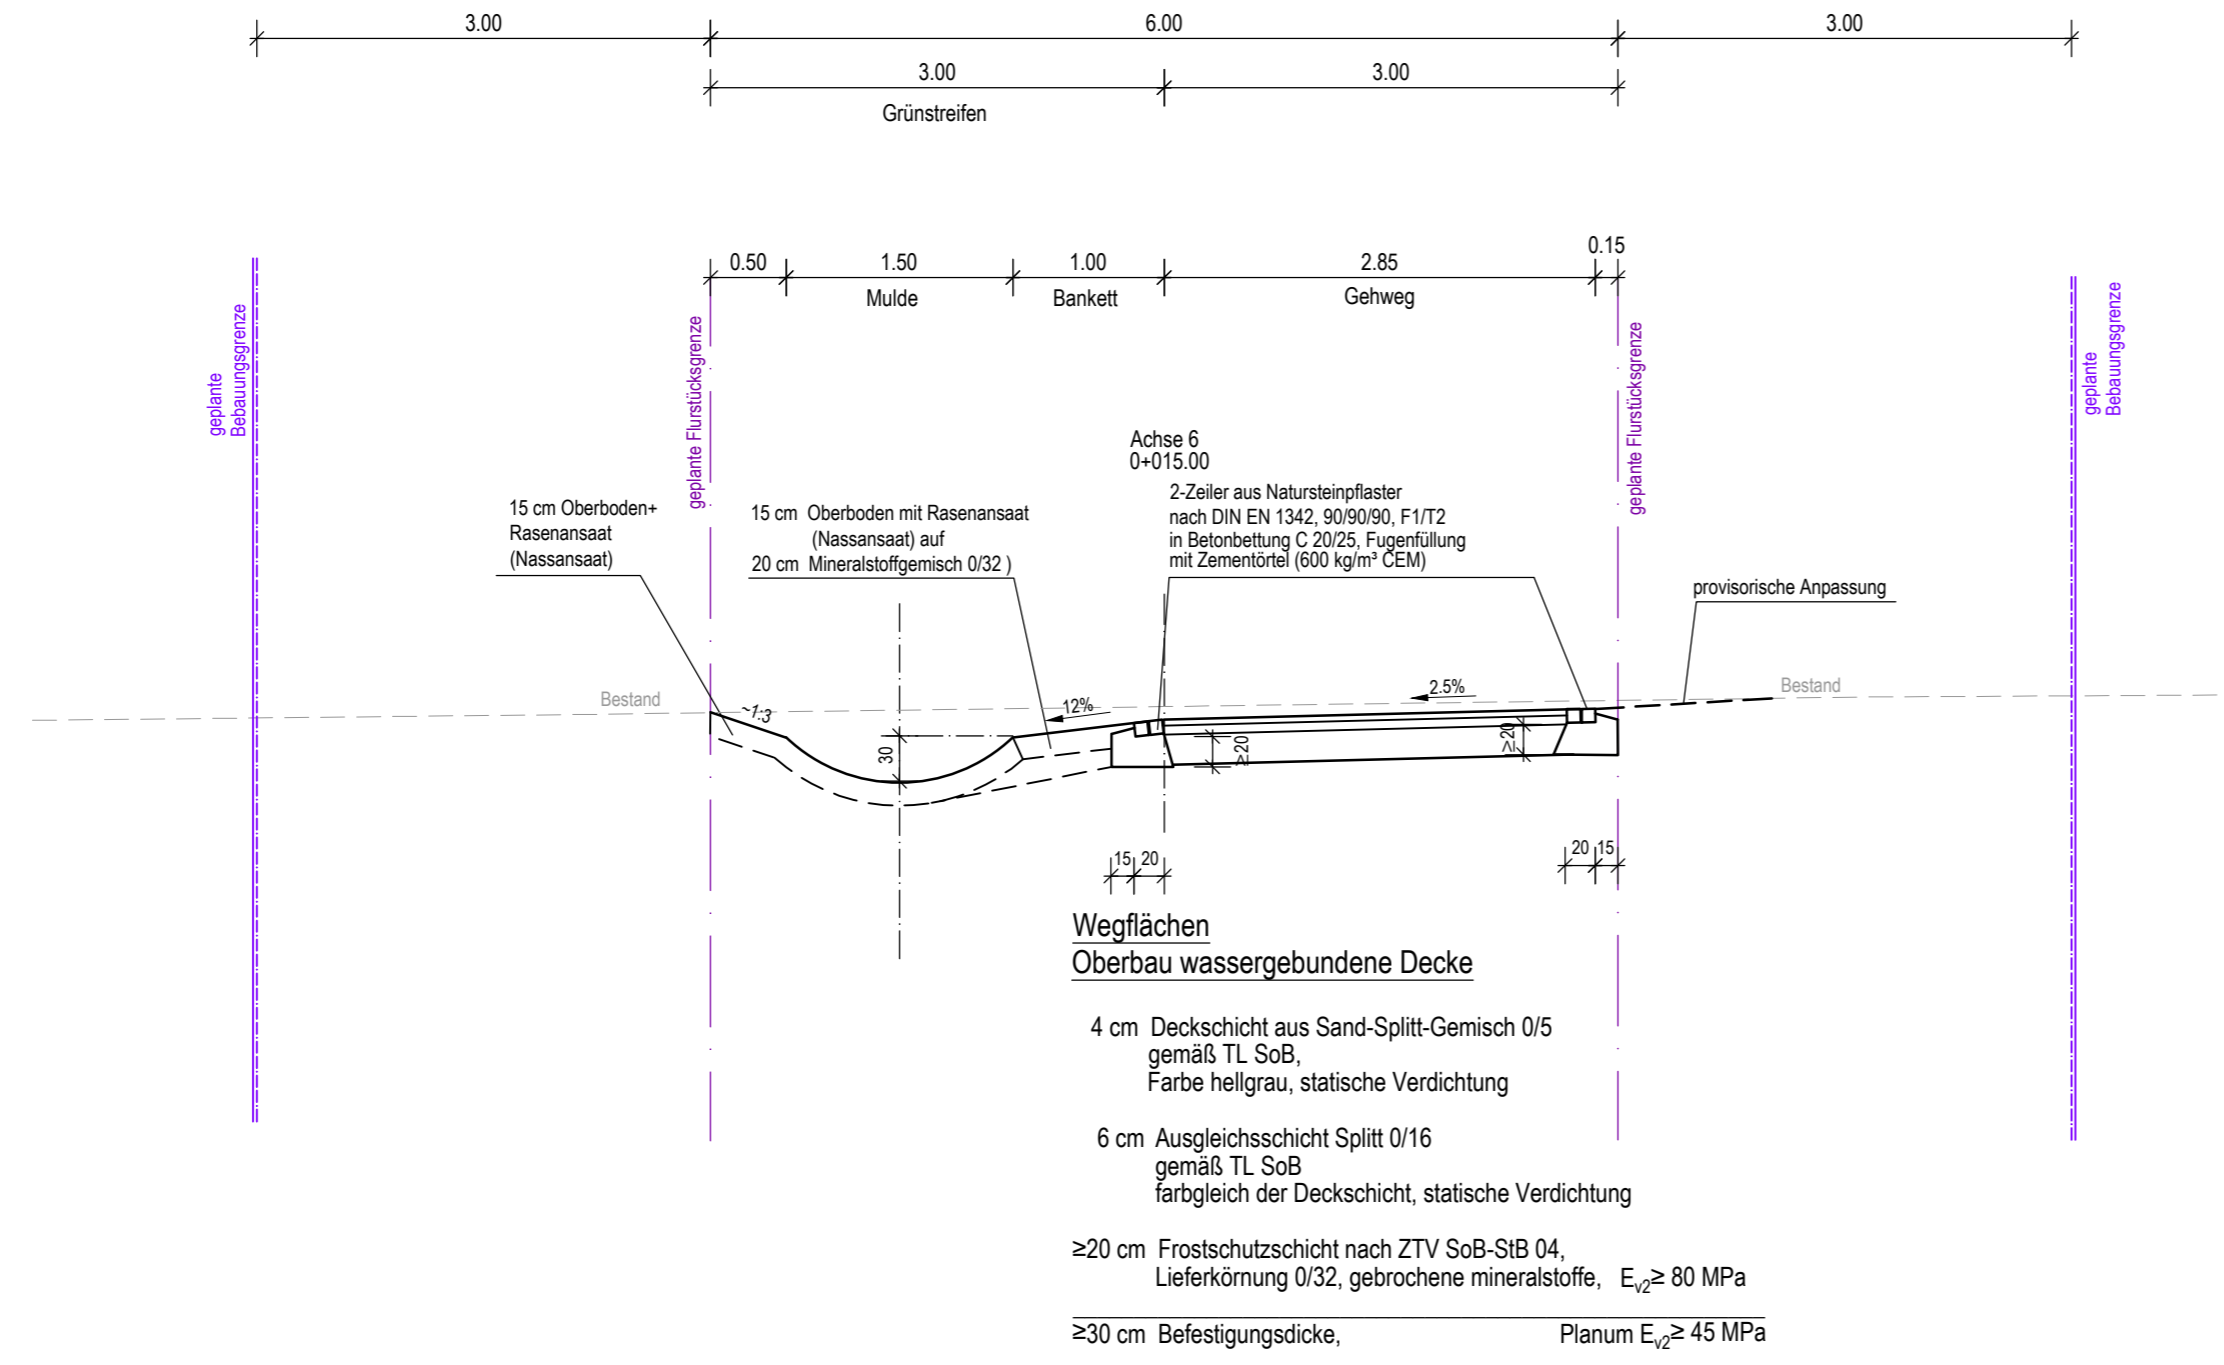 3.00
6.00
3.00
3.00
3.00
Grünstreifen
0.50
1.50
1.00
2.85
0.15
Mulde
Bankett
Gehweg
geplante
Bebauungsgrenze
geplante Flurstücksgrenze
geplante Flurstücksgrenze
geplante
Bebauungsgrenze
Achse 6
0+015.00
15 cm Oberboden+
Rasenansaat
(Nassansaat)
15 cm Oberboden mit Rasenansaat
(Nassansaat) auf
20 cm Mineralstoffgemisch 0/32 )
2-Zeiler aus Natursteinpflaster
nach DIN EN 1342, 90/90/90, F1/T2
in Betonbettung C 20/25, Fugenfüllung
mit Zementörtel (600 kg/m³ CEM)
provisorische Anpassung
Bestand
~1:3
12%
2.5%
Bestand
30
≥20
≥20
15 20
20 15
Wegflächen
Oberbau wassergebundene Decke
4 cm Deckschicht aus Sand-Splitt-Gemisch 0/5
gemäß TL SoB,
Farbe hellgrau, statische Verdichtung
6 cm Ausgleichsschicht Splitt 0/16
gemäß TL SoB
farbgleich der Deckschicht, statische Verdichtung
≥20 cm Frostschutzschicht nach ZTV SoB-StB 04,
Lieferkörnung 0/32, gebrochene mineralstoffe, Ev2≥ 80 MPa
≥30 cm Befestigungsdicke, Planum Ev2≥ 45 MPa